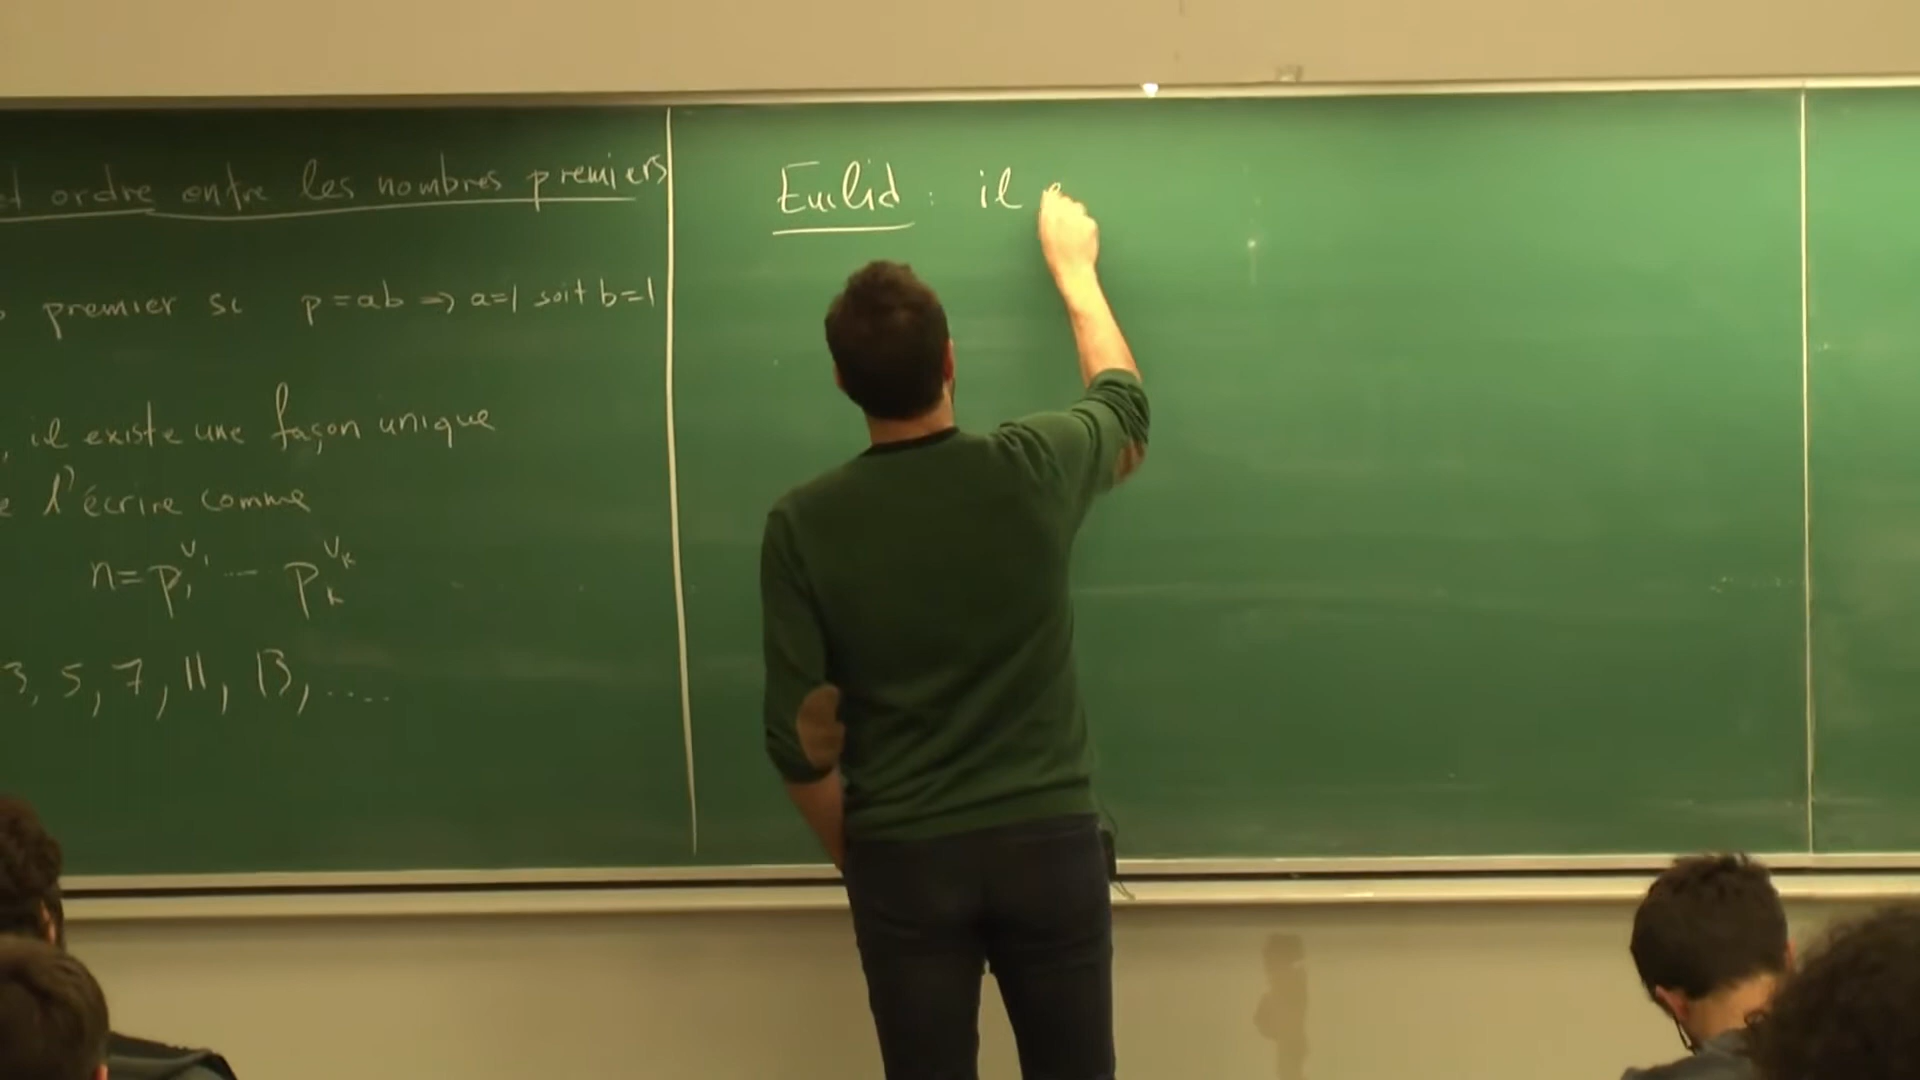 et ordre entre les nombres premiers
premier si p=ab => a=1 soit b=1
, il existe une façon unique
l'écrire comme
n=p₁^v₁ ... pₖ^vₖ
3, 5, 7, 11, 13, ....
Euclid : il